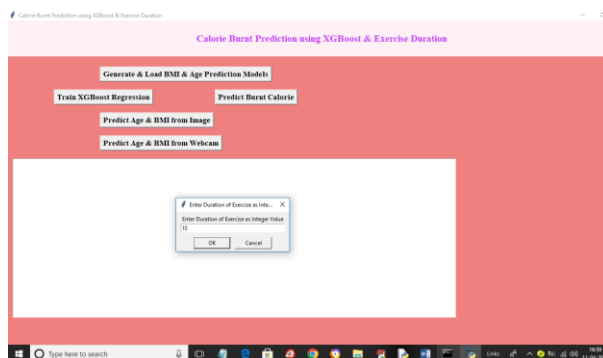 Calorie Burnt Prediction using XGBoost & Exercise Duration
Calorie Burnt Prediction using XGBoost & Exercise Duration
Generate & Load BMI & Age Prediction Models
Train XGBoost Regression
Predict Burnt Calorie
Predict Age & BMI from Image
Predict Age & BMI from Webcam
Enter Duration of Exercise as Inte...
Enter Duration of Exercise as Integer Value
10
OK
Cancel
Type here to search
Links